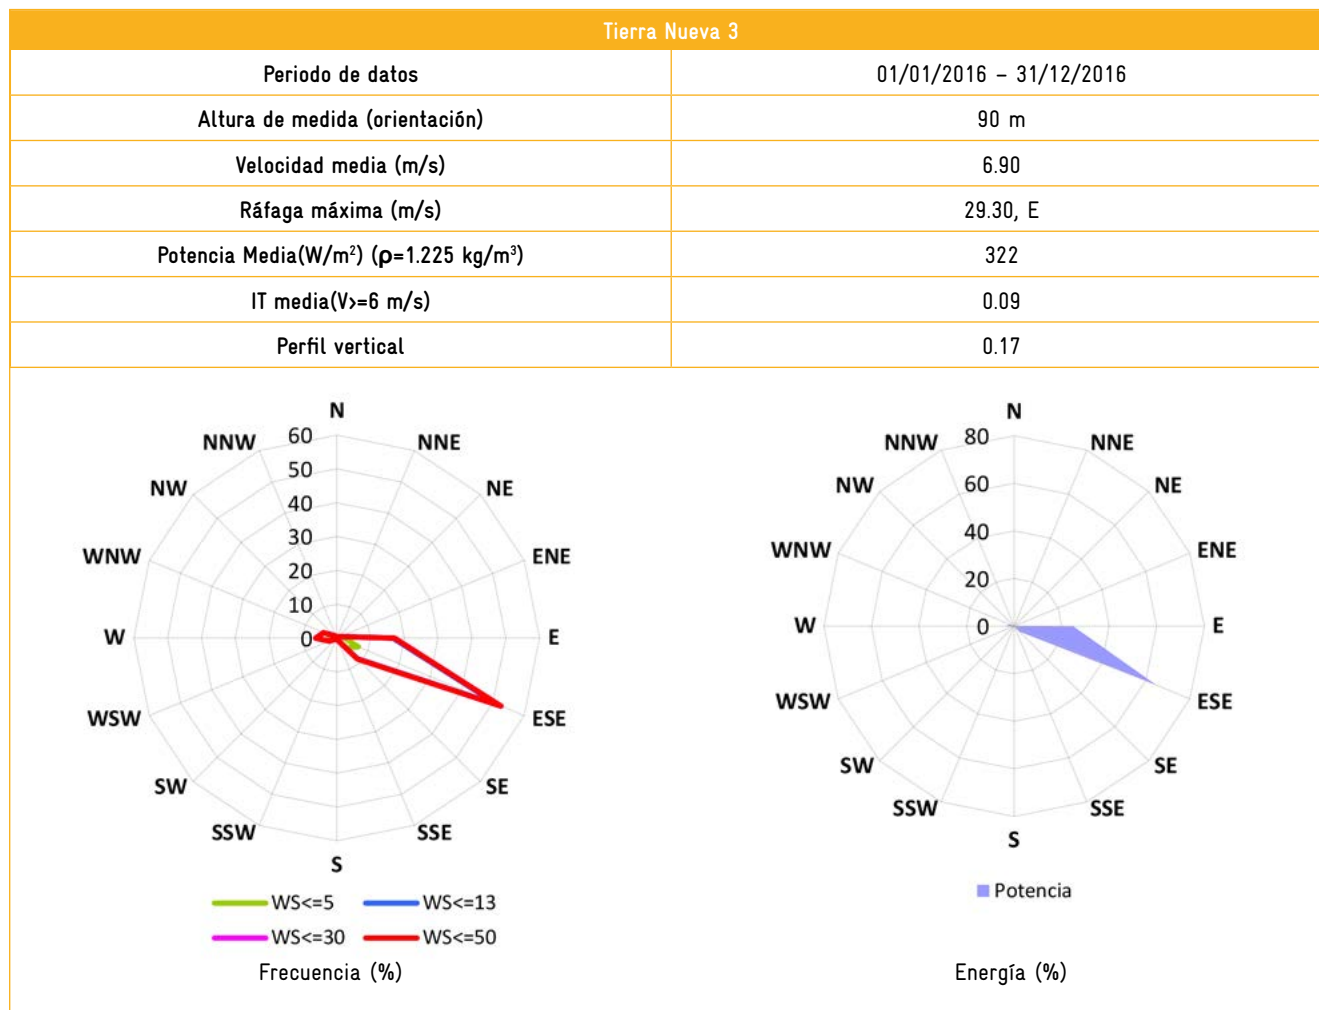 Tierra Nueva 3
Periodo de datos 01/01/2016 – 31/12/2016
Altura de medida (orientación) 90 m
Velocidad media (m/s) 6.90
Ráfaga máxima (m/s) 29.30, E
Potencia Media(W/m²) (ρ=1.225 kg/m³) 322
IT media(V>=6 m/s) 0.09
Perfil vertical 0.17
N
60
NNW NNE
50
NW NE
40
30
WNW ENE
20
10
W 0 E
WSW ESE
SW SE
SSW SSE
S
WS<=5 WS<=13
WS<=30 WS<=50
Frecuencia (%)
N
80
NNW NNE
60
NW NE
40
WNW ENE
20
W 0 E
WSW ESE
SW SE
SSW SSE
S
Potencia
Energía (%)